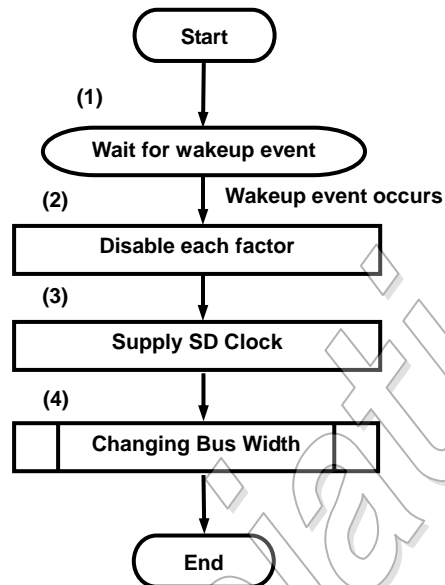 Start
(1)
Wait for wakeup event
Wakeup event occurs
(2)
Disable each factor
(3)
Supply SD Clock
(4)
Changing Bus Width
End